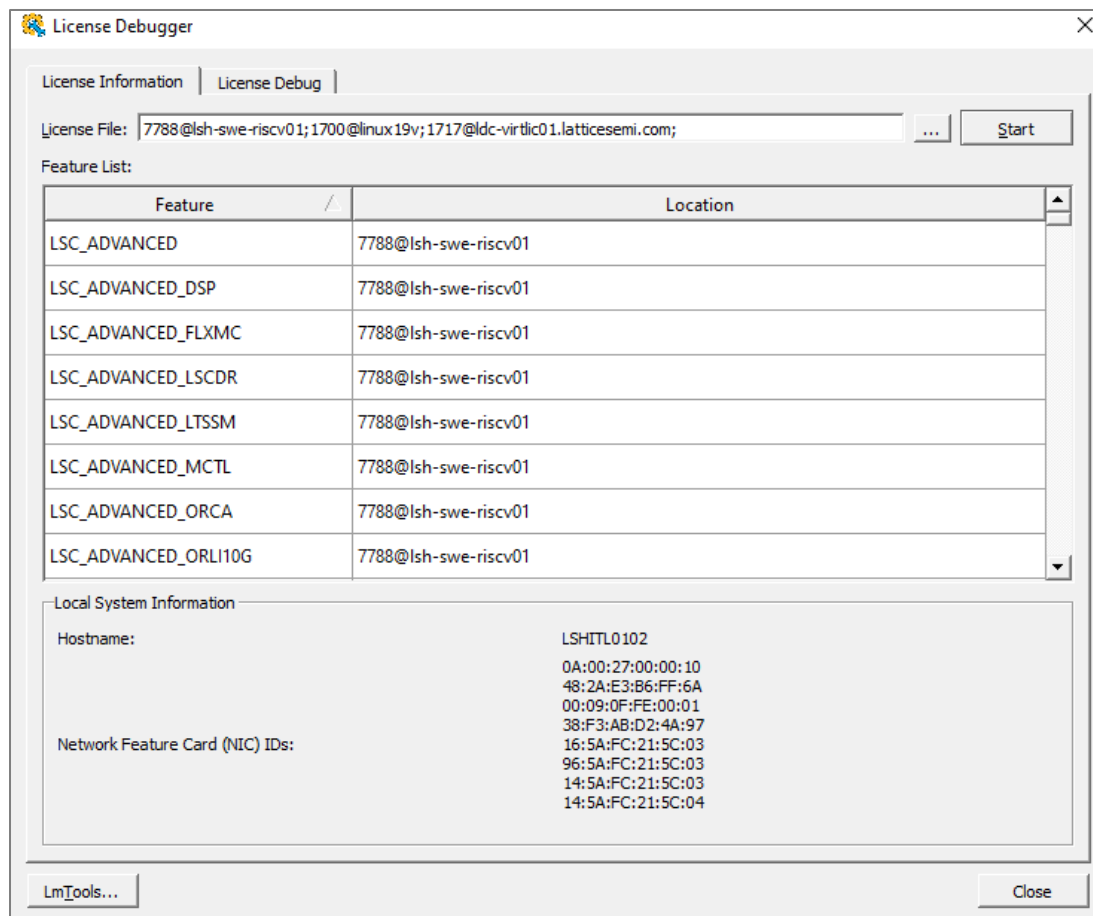 License Debugger
License Information
License Debug
License File: 7788@lsh-swe-riscv01;1700@linux19v;1717@ldc-virtlic01.latticesemi.com; ... Start
Feature List:
Feature Location
LSC_ADVANCED 7788@lsh-swe-riscv01
LSC_ADVANCED_DSP 7788@lsh-swe-riscv01
LSC_ADVANCED_FLXMC 7788@lsh-swe-riscv01
LSC_ADVANCED_LSCDR 7788@lsh-swe-riscv01
LSC_ADVANCED_LTSSM 7788@lsh-swe-riscv01
LSC_ADVANCED_MCTL 7788@lsh-swe-riscv01
LSC_ADVANCED_ORCA 7788@lsh-swe-riscv01
LSC_ADVANCED_ORLI10G 7788@lsh-swe-riscv01
Local System Information
Hostname: LSHITL0102
0A:00:27:00:00:10
48:2A:E3:B6:FF:6A
00:09:0F:FE:00:01
38:F3:AB:D2:4A:97
Network Feature Card (NIC) IDs: 16:5A:FC:21:5C:03
96:5A:FC:21:5C:03
14:5A:FC:21:5C:03
14:5A:FC:21:5C:04
LmTools... Close